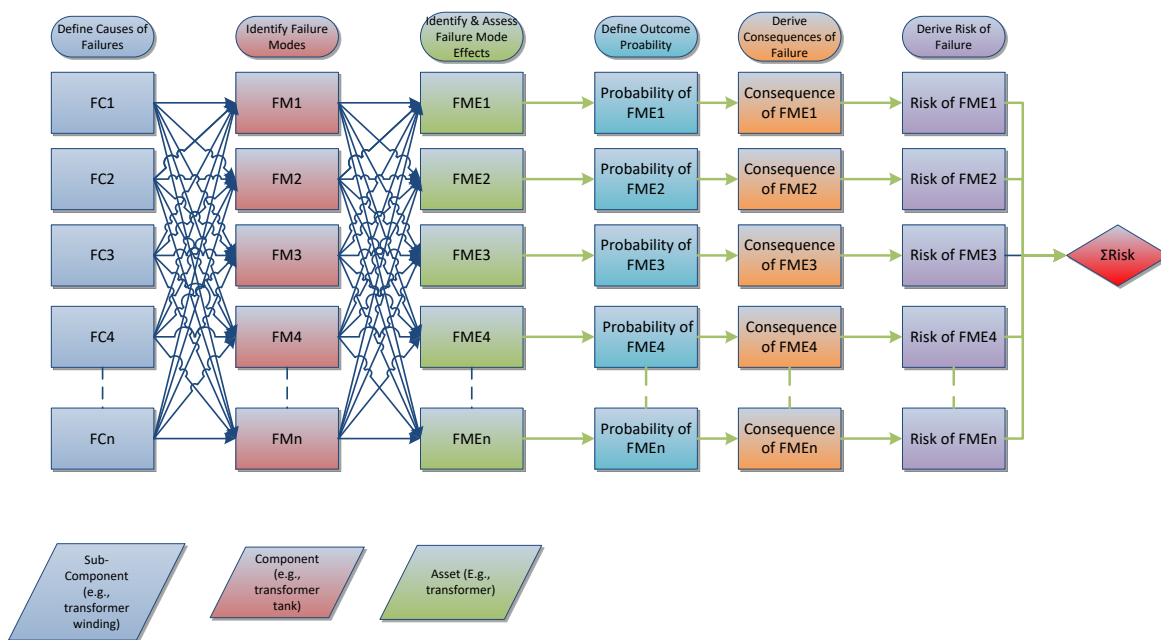 Define Causes of
Failures
Identify Failure
Modes
Identify & Assess
Failure Mode
Effects
Define Outcome
Proability
Derive
Consequences of
Failure
Derive Risk of
Failure
FC1
FM1
FME1
Probability of
FME1
Consequence
of FME1
Risk of FME1
FC2
FM2
FME2
Probability of
FME2
Consequence
of FME2
Risk of FME2
FC3
FM3
FME3
Probability of
FME3
Consequence
of FME3
Risk of FME3
ΣRisk
FC4
FM4
FME4
Probability of
FME4
Consequence
of FME4
Risk of FME4
FCn
FMn
FMEn
Probability of
FMEn
Consequence
of FMEn
Risk of FMEn
Sub-
Component
(e.g.,
transformer
winding)
Component
(e.g.,
transformer
tank)
Asset (E.g.,
transformer)